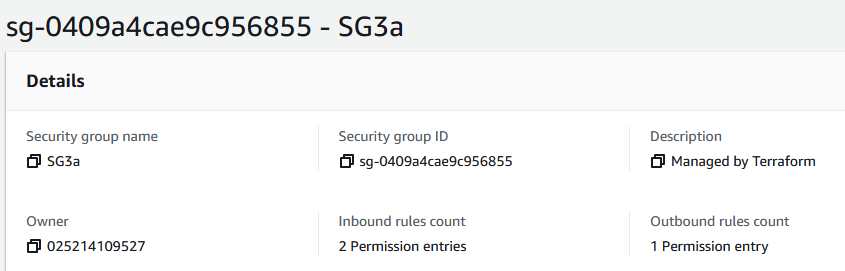 sg-0409a4cae9c956855 - SG3a
Details
Security group name
SG3a
Security group ID
sg-0409a4cae9c956855
Description
Managed by Terraform
Owner
025214109527
Inbound rules count
2 Permission entries
Outbound rules count
1 Permission entry